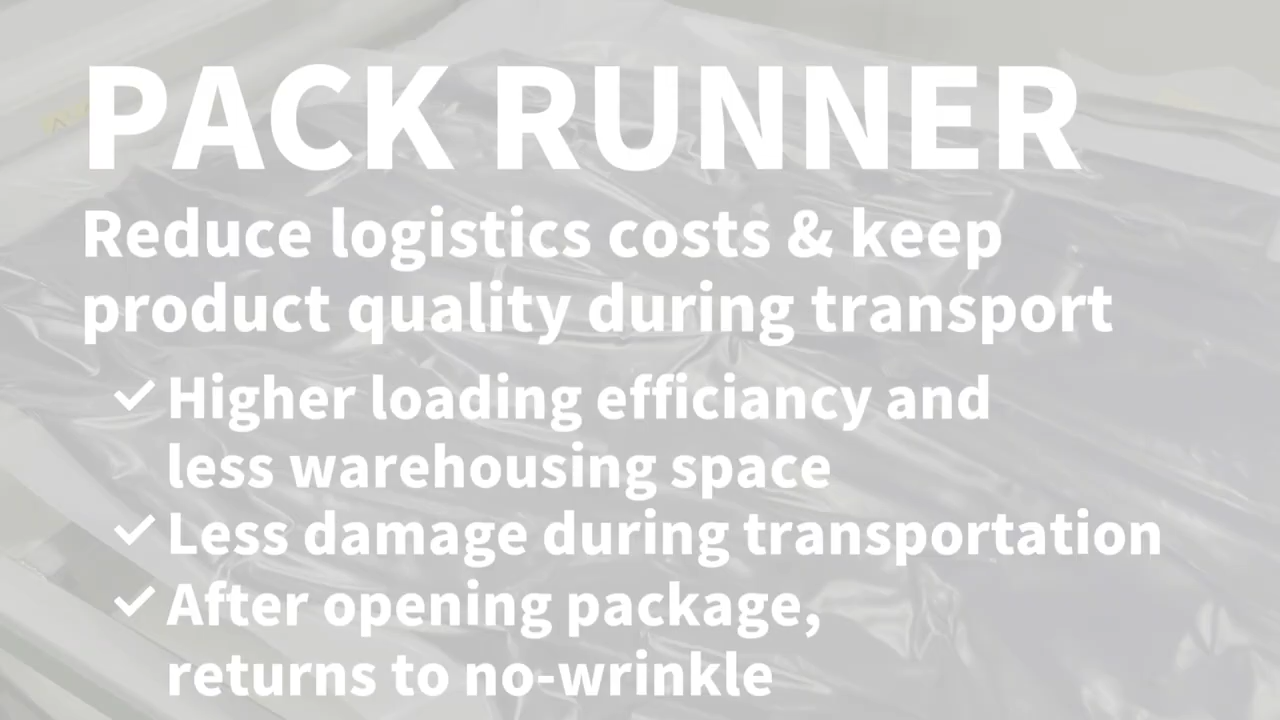 PACK RUNNER
Reduce logistics costs & keep
product quality during transport
✓ Higher loading efficiancy and
less warehousing space
✓ Less damage during transportation
✓ After opening package,
returns to no-wrinkle